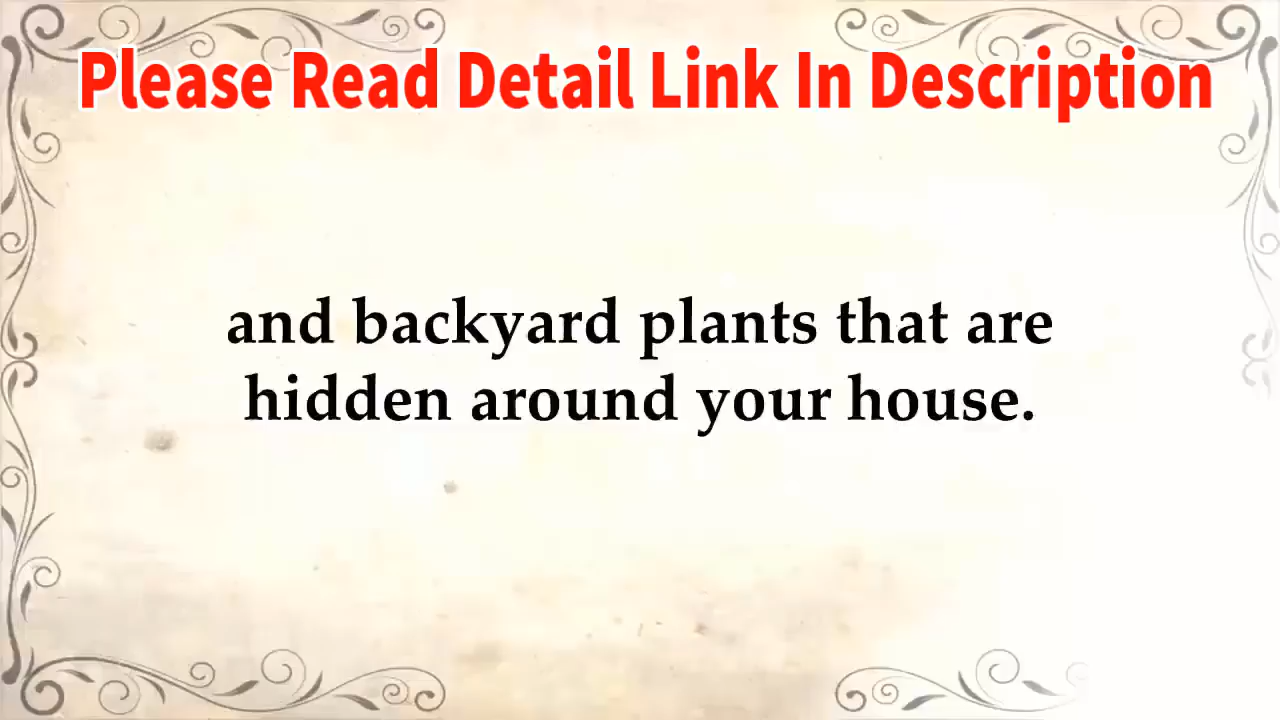 Please Read Detail Link In Description
and backyard plants that are
hidden around your house.